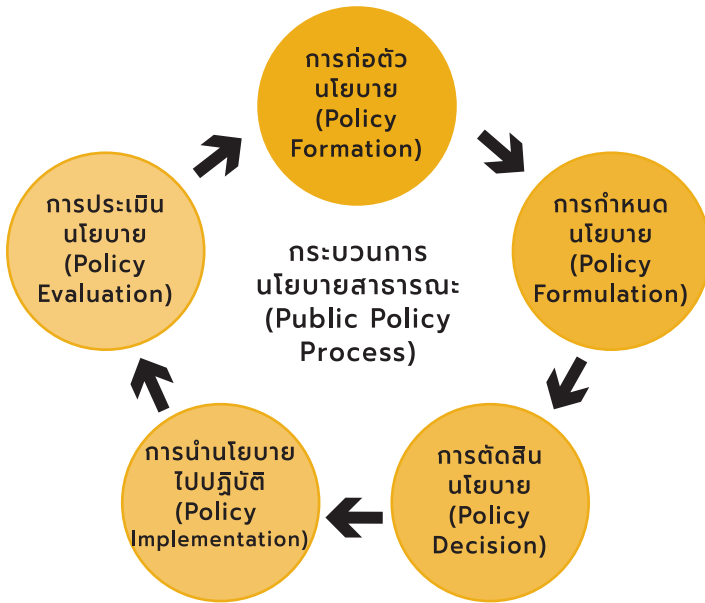 การก่อตัว
นโยบาย
(Policy
Formation)
การกำหนด
นโยบาย
(Policy
Formulation)
การตัดสิน
นโยบาย
(Policy
Decision)
การนำนโยบาย
ไปปฏิบัติ
(Policy
Implementation)
การประเมิน
นโยบาย
(Policy
Evaluation)
กระบวนการ
นโยบายสาธารณะ
(Public Policy
Process)